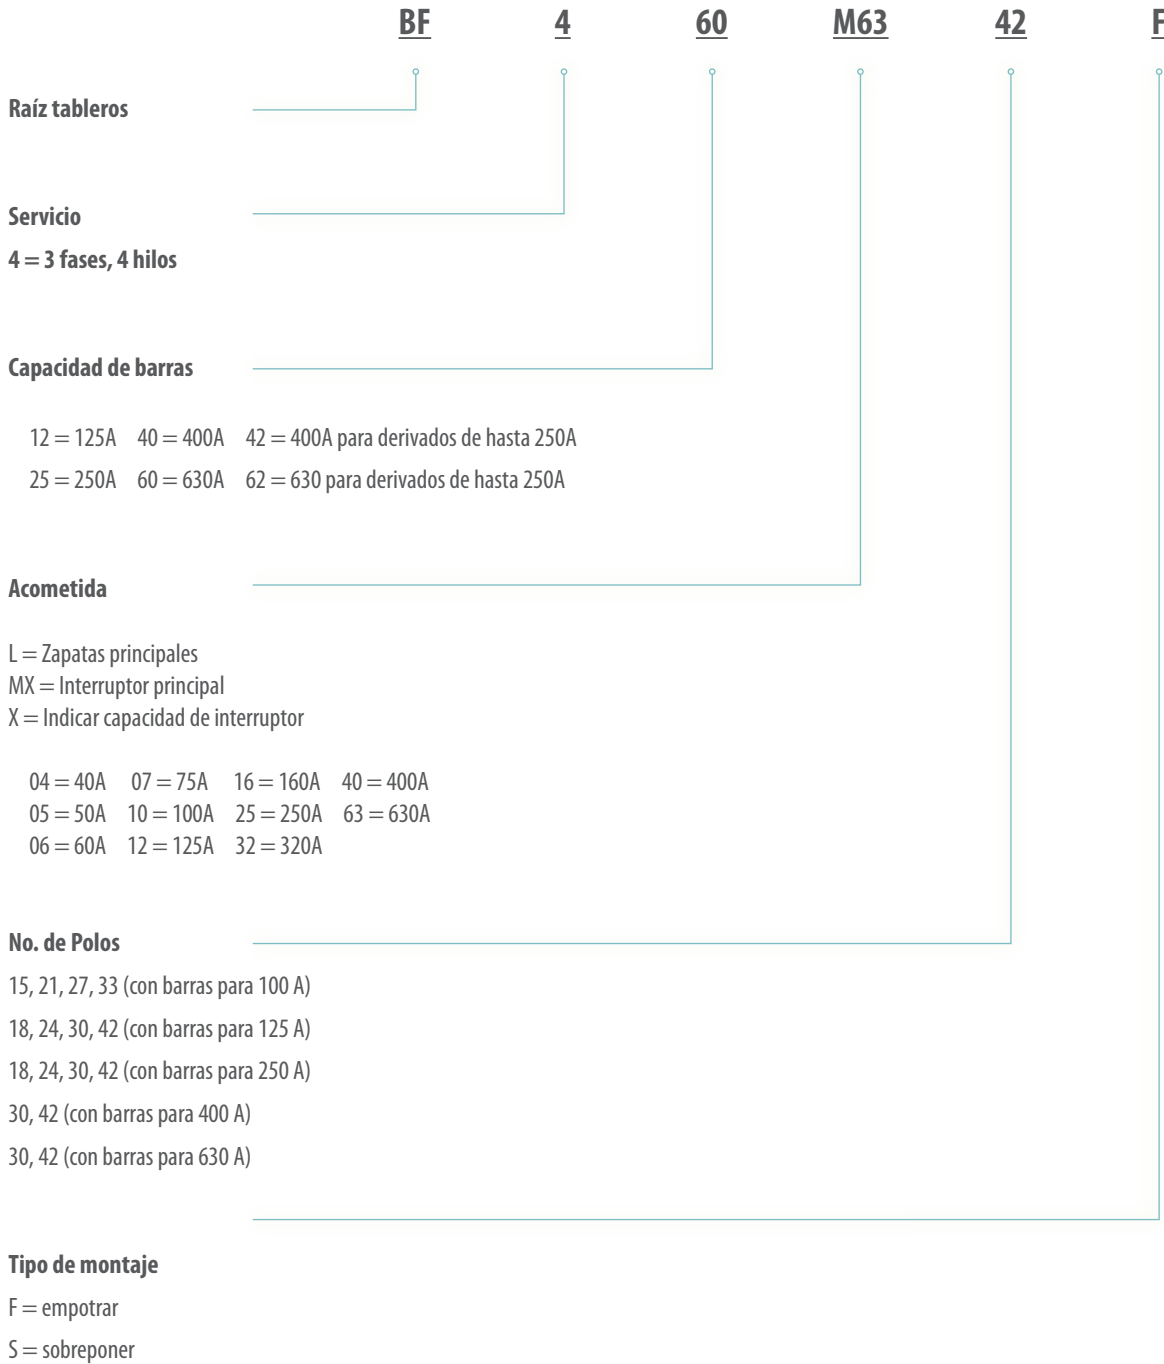 BF 4 60 M63 42 F
Raíz tableros
Servicio
4 = 3 fases, 4 hilos
Capacidad de barras
12 = 125A 40 = 400A 42 = 400A para derivados de hasta 250A
25 = 250A 60 = 630A 62 = 630 para derivados de hasta 250A
Acometida
L = Zapatas principales
MX = Interruptor principal
X = Indicar capacidad de interruptor
04 = 40A 07 = 75A 16 = 160A 40 = 400A
05 = 50A 10 = 100A 25 = 250A 63 = 630A
06 = 60A 12 = 125A 32 = 320A
No. de Polos
15, 21, 27, 33 (con barras para 100 A)
18, 24, 30, 42 (con barras para 125 A)
18, 24, 30, 42 (con barras para 250 A)
30, 42 (con barras para 400 A)
30, 42 (con barras para 630 A)
Tipo de montaje
F = empotrar
S = sobreponer